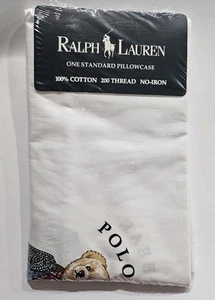 RALPH LAUREN
ONE STANDARD PILLOWCASE
100% COTTON 200 THREAD NO-IRON
POLO